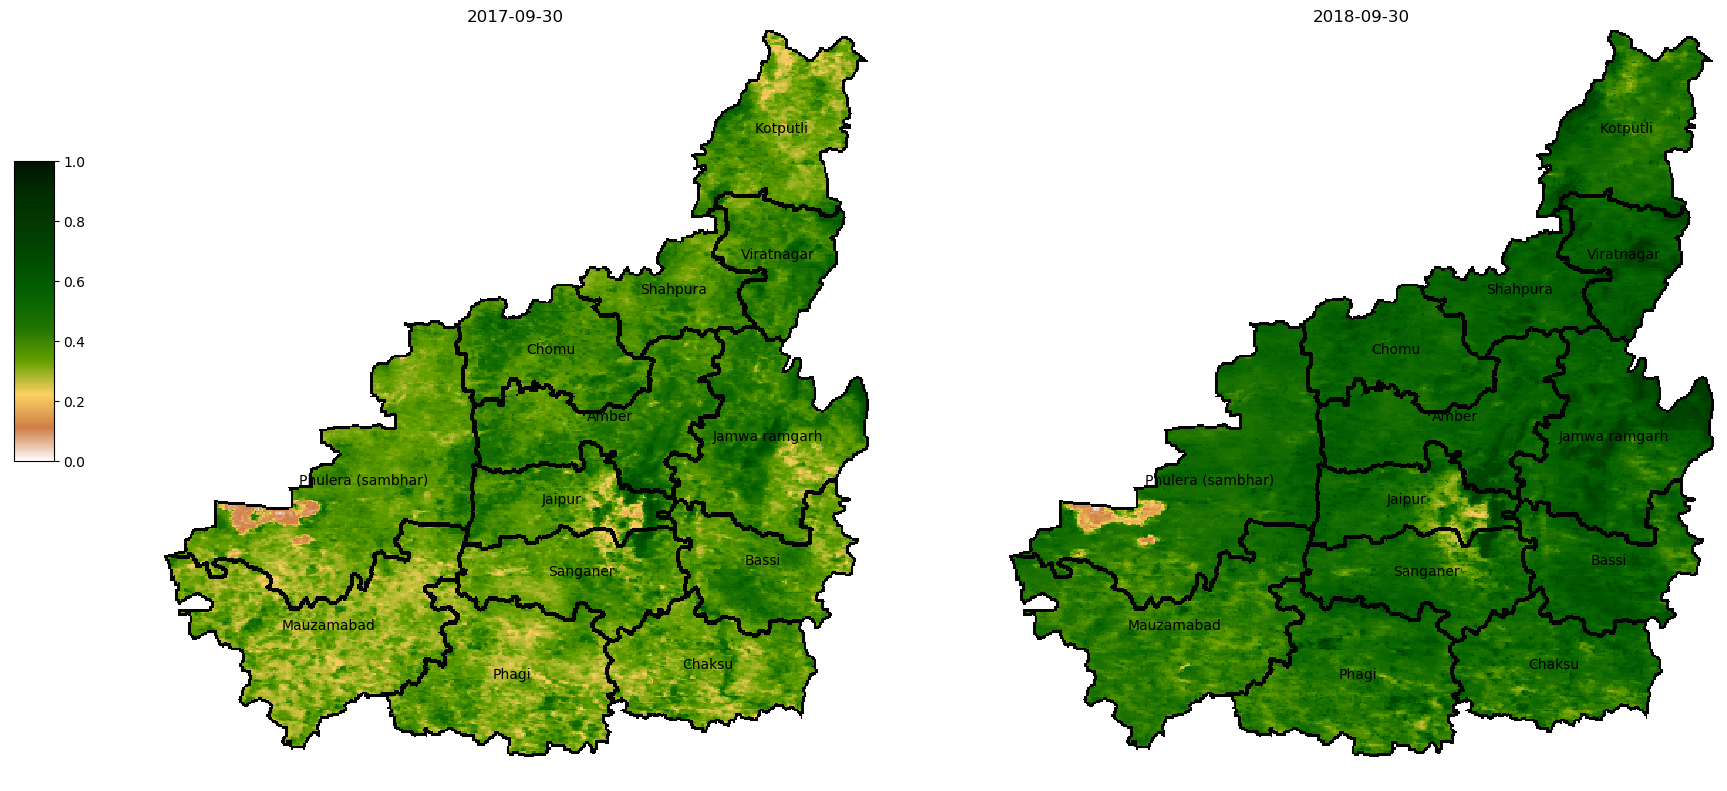 2017-09-30
2018-09-30
1.0
0.8
0.6
0.4
0.2
0.0
Kotputli
Viratnagar
Shahpura
Chomu
Amber
Jamwa ramgarh
Phulera (sambhar)
Jaipur
Bassi
Sanganer
Mauzamabad
Chaksu
Phagi
Kotputli
Viratnagar
Shahpura
Chomu
Amber
Jamwa ramgarh
Phulera (sambhar)
Jaipur
Bassi
Sanganer
Mauzamabad
Chaksu
Phagi